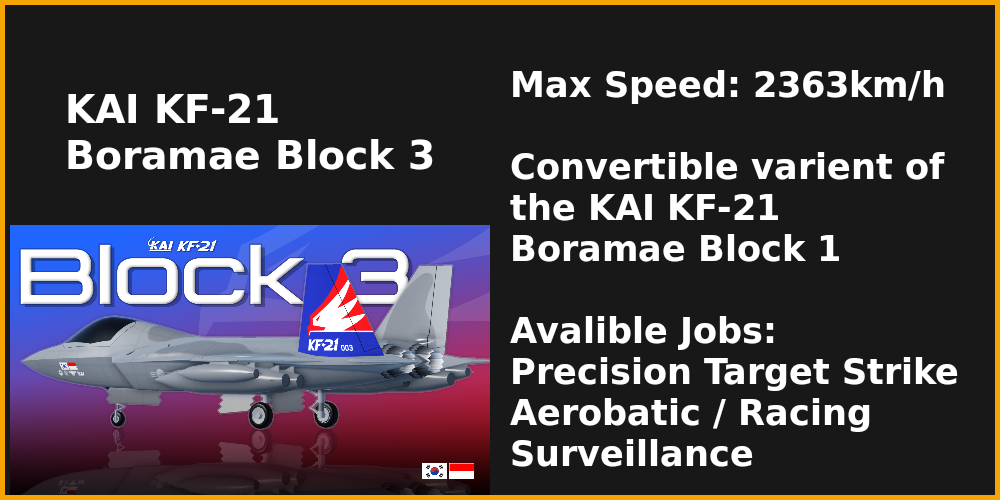 KAI KF-21
Boramae Block 3
KAI KF-21
Block 3
KF-21 003
Max Speed: 2363km/h
Convertible varient of
the KAI KF-21
Boramae Block 1
Avalible Jobs:
Precision Target Strike
Aerobatic / Racing
Surveillance